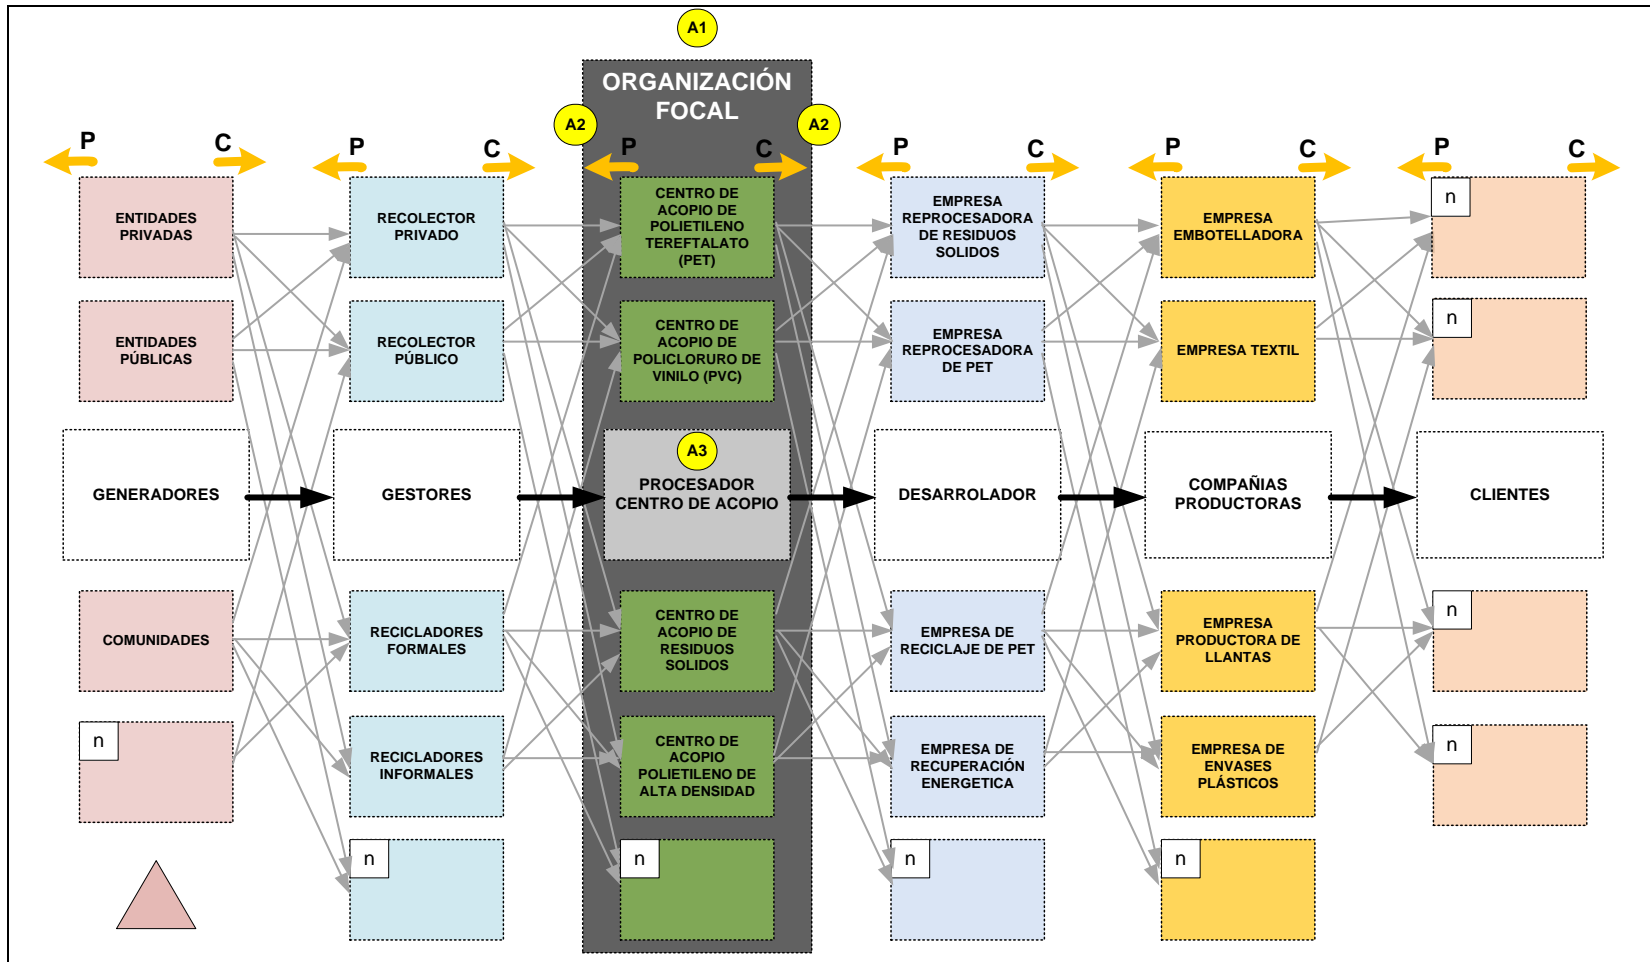 A1
ORGANIZACIÓN
FOCAL
A2
A2
P
C
P
C
P
C
P
C
P
C
P
C
ENTIDADES
PRIVADAS
RECOLECTOR
PRIVADO
CENTRO DE
ACOPIO DE
POLIETILENO
TEREFTALATO
(PET)
EMPRESA
REPROCESADORA
DE RESIDUOS
SOLIDOS
EMPRESA
EMBOTELLADORA
n
ENTIDADES
PÚBLICAS
RECOLECTOR
PÚBLICO
CENTRO DE
ACOPIO DE
POLICLORURO DE
VINILO (PVC)
EMPRESA
REPROCESADORA
DE PET
EMPRESA TEXTIL
n
GENERADORES
GESTORES
A3
PROCESADOR
CENTRO DE ACOPIO
DESARROLADOR
COMPAÑIAS
PRODUCTORAS
CLIENTES
COMUNIDADES
RECICLADORES
FORMALES
CENTRO DE
ACOPIO DE
RESIDUOS
SOLIDOS
EMPRESA DE
RECICLAJE DE PET
EMPRESA
PRODUCTORA DE
LLANTAS
n
n
RECICLADORES
INFORMALES
CENTRO DE
ACOPIO
POLIETILENO DE
ALTA DENSIDAD
EMPRESA DE
RECUPERACIÓN
ENERGETICA
EMPRESA DE
ENVASES
PLÁSTICOS
n
n
n
n
n